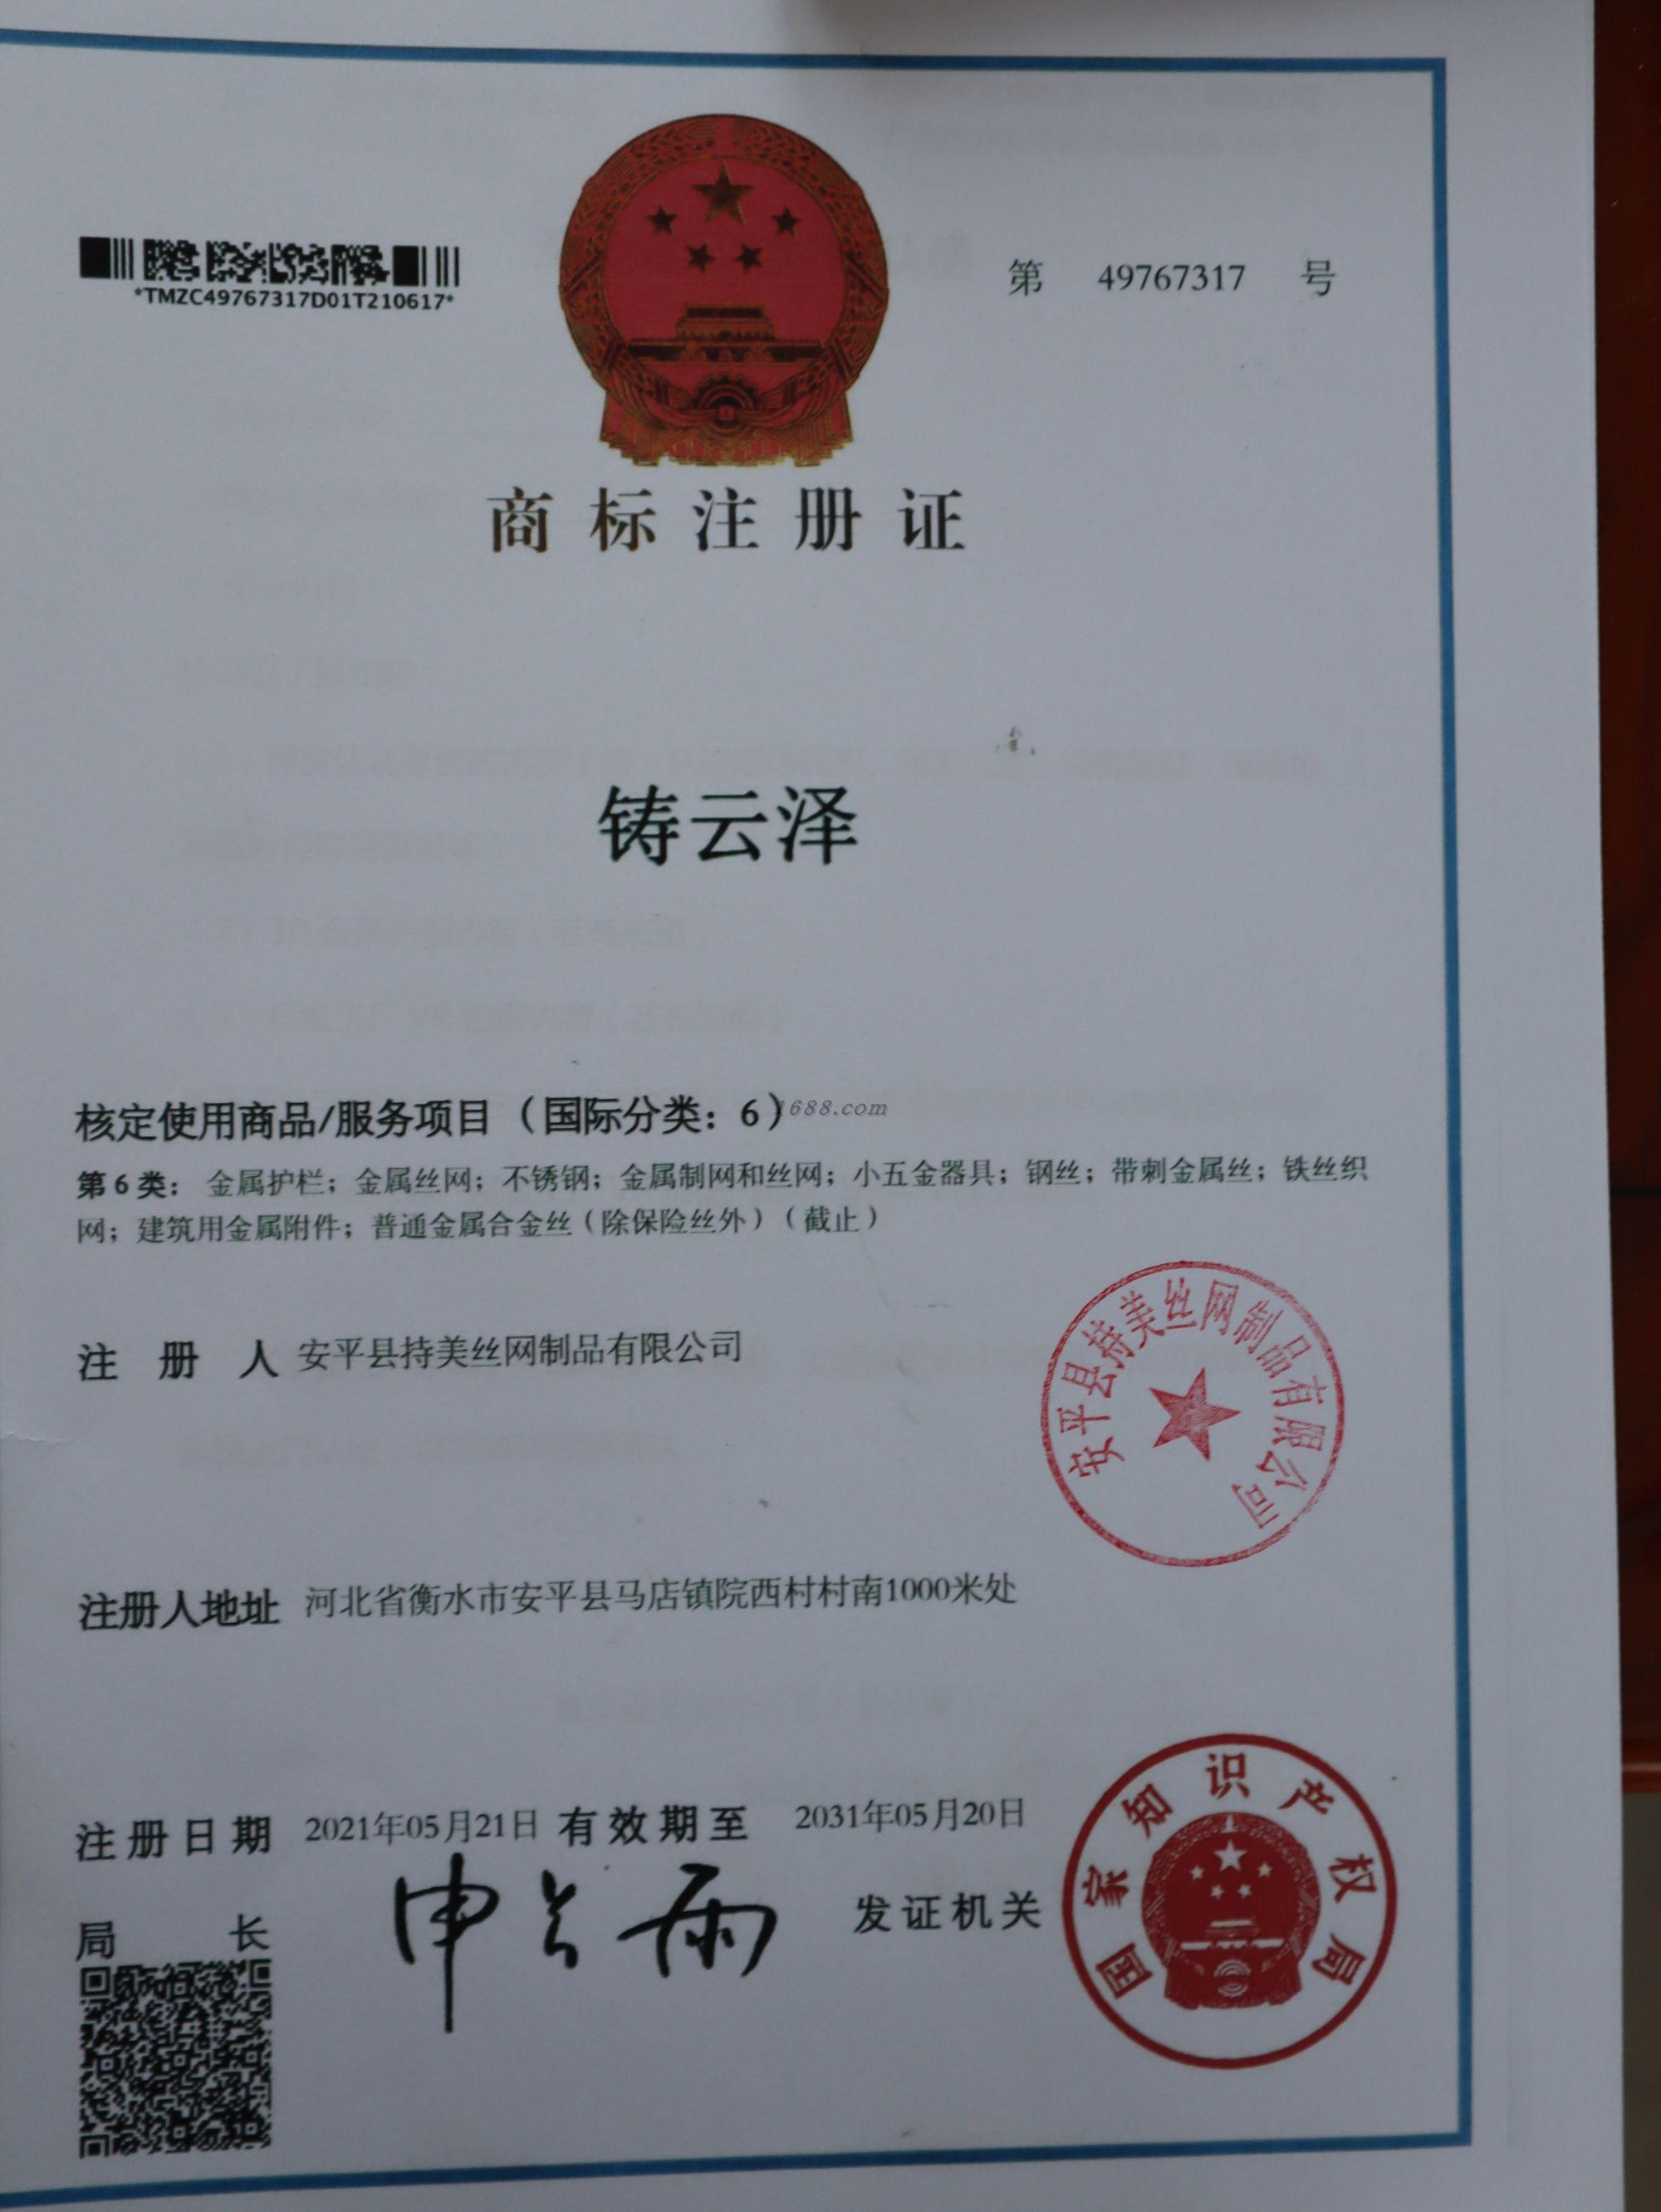 *TMZC49767317D01T210617*
第 49767317 号
商标注册证
铸云泽
核定使用商品/服务项目（国际分类：6）
1688.com
第6类：金属护栏；金属丝网；不锈钢；金属制网和丝网；小五金器具；钢丝；带刺金属丝；铁丝织
网；建筑用金属附件；普通金属合金丝（除保险丝外）（截止）
安平县持美丝网制品有限公司
注册人 安平县持美丝网制品有限公司
注册人地址 河北省衡水市安平县马店镇院西村村南1000米处
注册日期 2021年05月21日 有效期至 2031年05月20日
局长 申长雨 发证机关
国家知识产权局